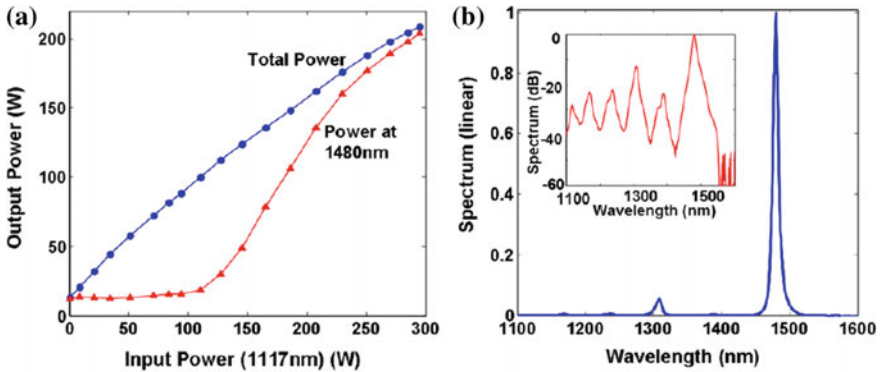 (a)
200
150
100
50
0
Output Power (W)
Total Power
Power at
1480nm
0 50 100 150 200 250 300
Input Power (1117nm) (W)
(b)
1
0.8
0.6
0.4
0.2
0
Spectrum (linear)
0
-20
-40
-60
Spectrum (dB)
1100 1300 1500
Wavelength (nm)
1100 1200 1300 1400 1500 1600
Wavelength (nm)